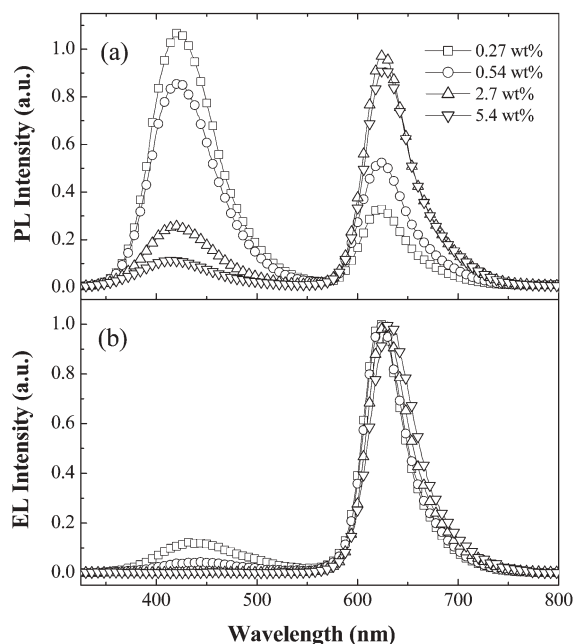 (a)
0.27 wt%
0.54 wt%
2.7 wt%
5.4 wt%
PL Intensity (a.u.)
1.0
0.8
0.6
0.4
0.2
0.0
(b)
EL Intensity (a.u.)
1.0
0.8
0.6
0.4
0.2
0.0
400 500 600 700 800
Wavelength (nm)